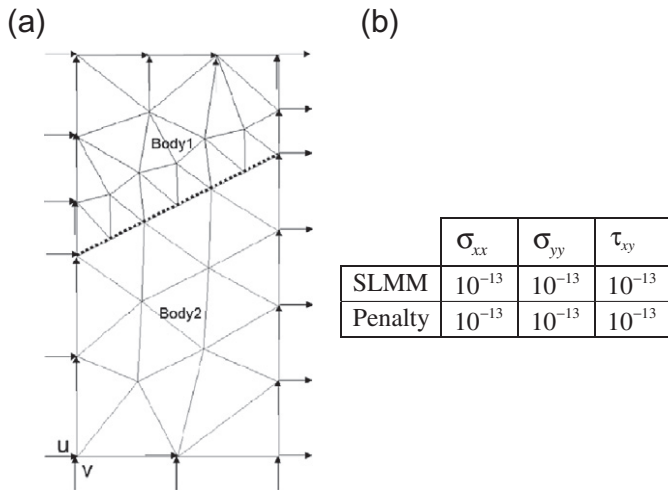 (a)
(b)
Body1
Body2
u
v
σxx σyy τxy
SLMM 10⁻¹³ 10⁻¹³ 10⁻¹³
Penalty 10⁻¹³ 10⁻¹³ 10⁻¹³